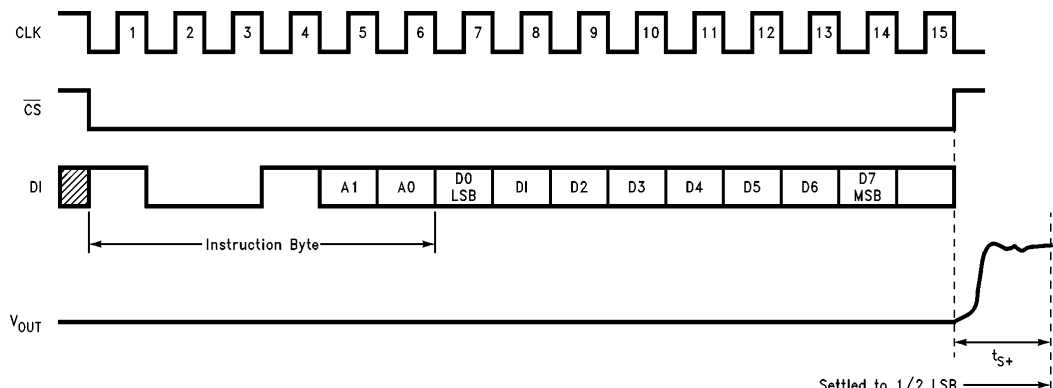 CLK 1 2 3 4 5 6 7 8 9 10 11 12 13 14 15
CS
DI A1 A0 D0 LSB DI D2 D3 D4 D5 D6 D7 MSB
Instruction Byte
VOUT
tS+
Settled to 1/2 LSB